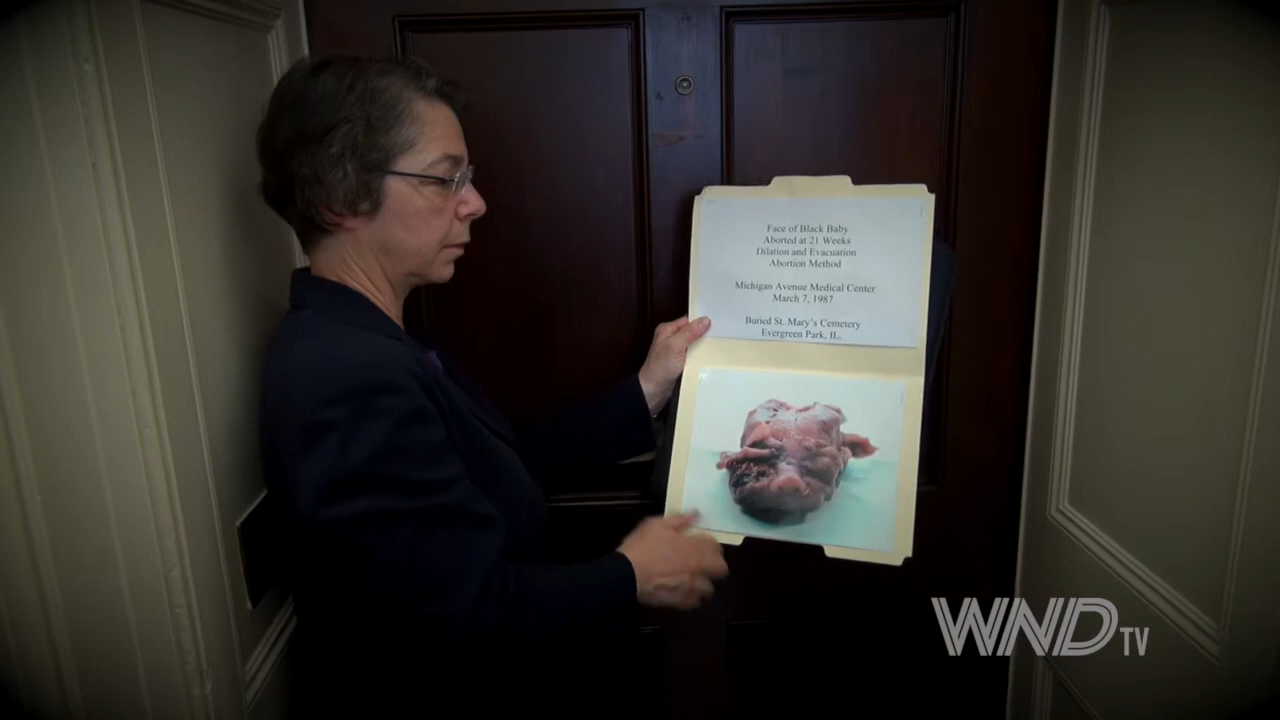 Face of Black Baby
Aborted at 21 Weeks
Dilation and Evacuation
Abortion Method
Michigan Avenue Medical Center
March 7, 1987
Buried St. Mary's Cemetery
Evergreen Park, IL.
WND TV